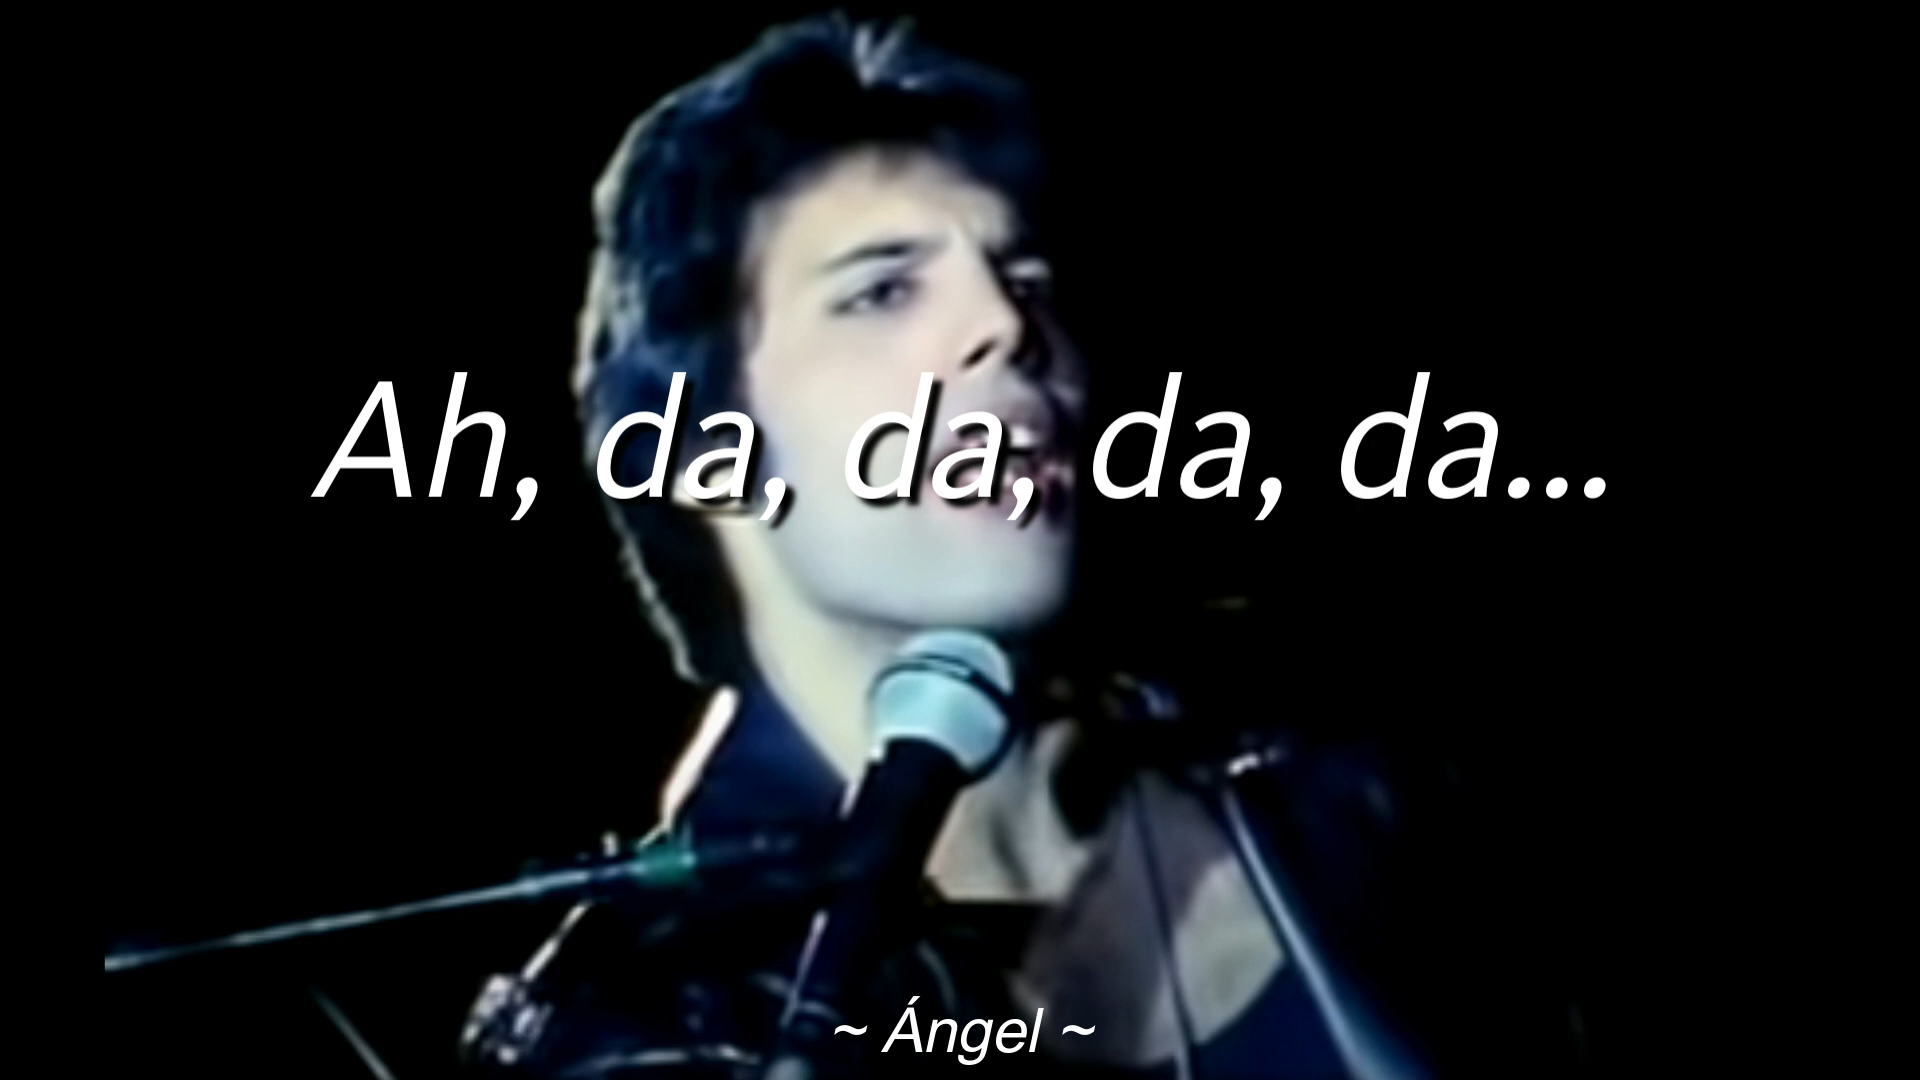 Ah, da, da, da, da...
~ Ángel ~